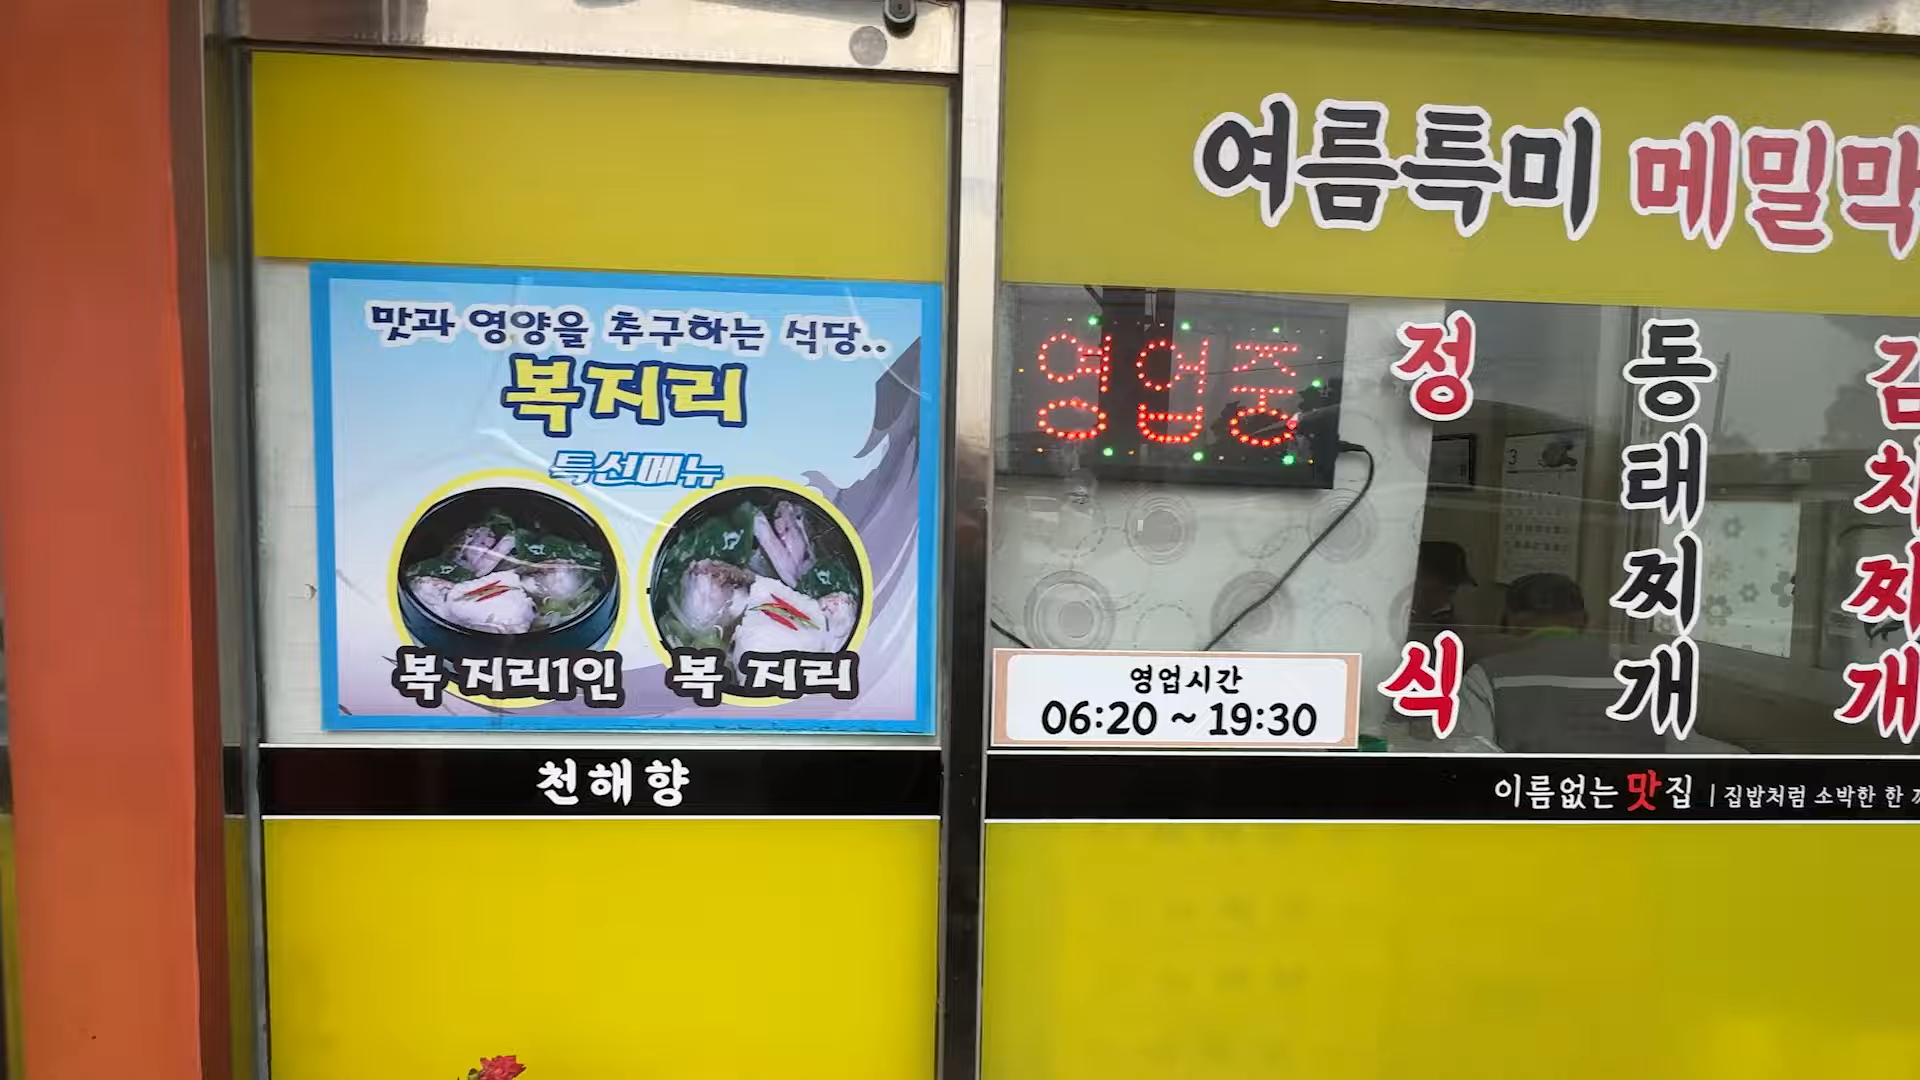 맛과 영양을 추구하는 식당..
복지리
특선메뉴
복 지리1인
복 지리
천해향
여름특미 메밀막
영업중
영업시간
06:20 ~ 19:30
정식
동태찌개
김치찌개
3
이름없는 맛집 | 집밥처럼 소박한 한